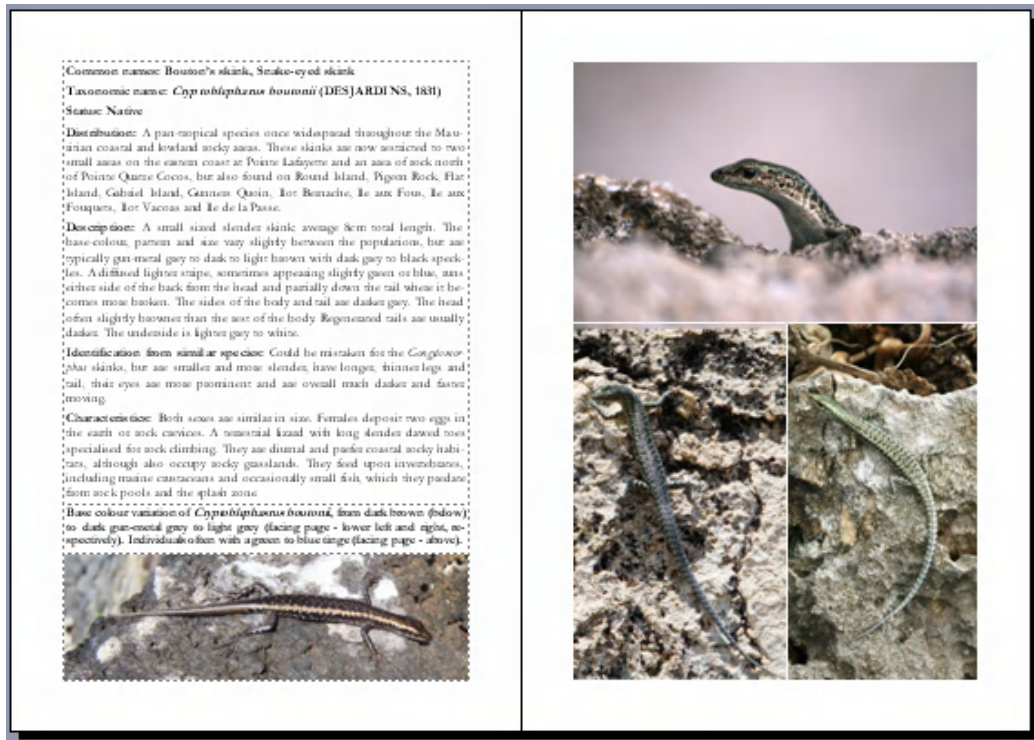 Common names: Bouton's skink, Snake-eyed skink
Taxonomic name: Cryptoblepharus boutonii (DESJARDINS, 1831)
Status: Native
Distribution: A pan-tropical species once widespread throughout the Mau-
ritian coastal and lowland rocky areas. These skinks are now restricted to two
small areas on the eastern coast at Pointe Lafayette and an area of rock north
of Pointe Quatre Cocos, but also found on Round Island, Pigeon Rock, Flat
Island, Gabriel Island, Gunners Quoin, Ilot Bernache, Ile aux Fous, Ile aux
Fouquets, Ilot Vacoas and Ile de la Passe.
Description: A small sized slender skink; average 8cm total length. The
base-colour, pattern and size vary slightly between the populations, but are
typically gun-metal grey to dark to light brown with dark grey to black speck-
les. A diffused lighter stripe, sometimes appearing slightly green or blue, runs
either side of the back from the head and partially down the tail where it be-
comes more broken. The sides of the body and tail are darker grey. The head
often slightly browner than the rest of the body. Regenerated tails are usually
darker. The underside is lighter grey to white.
Identification from similar species: Could be mistaken for the Gongylomor-
phus skinks, but are smaller and more slender, have longer, thinner legs and
tail, their eyes are more prominent and are overall much darker and faster
moving.
Characteristics: Both sexes are similar in size. Females deposit two eggs in
the earth or rock crevices. A terrestrial lizard with long slender clawed toes
specialised for rock climbing. They are diurnal and prefer coastal rocky habi-
tats, although also occupy rocky grasslands. They feed upon invertebrates,
including marine crustaceans and occasionally small fish, which they predate
from rock pools and the splash zone.
Base colour variation of Cryptoblepharus boutonii, from dark brown (below)
to dark gun-metal grey to light grey (facing page - lower left and right, re-
spectively). Individuals often with a green to blue tinge (facing page - above).